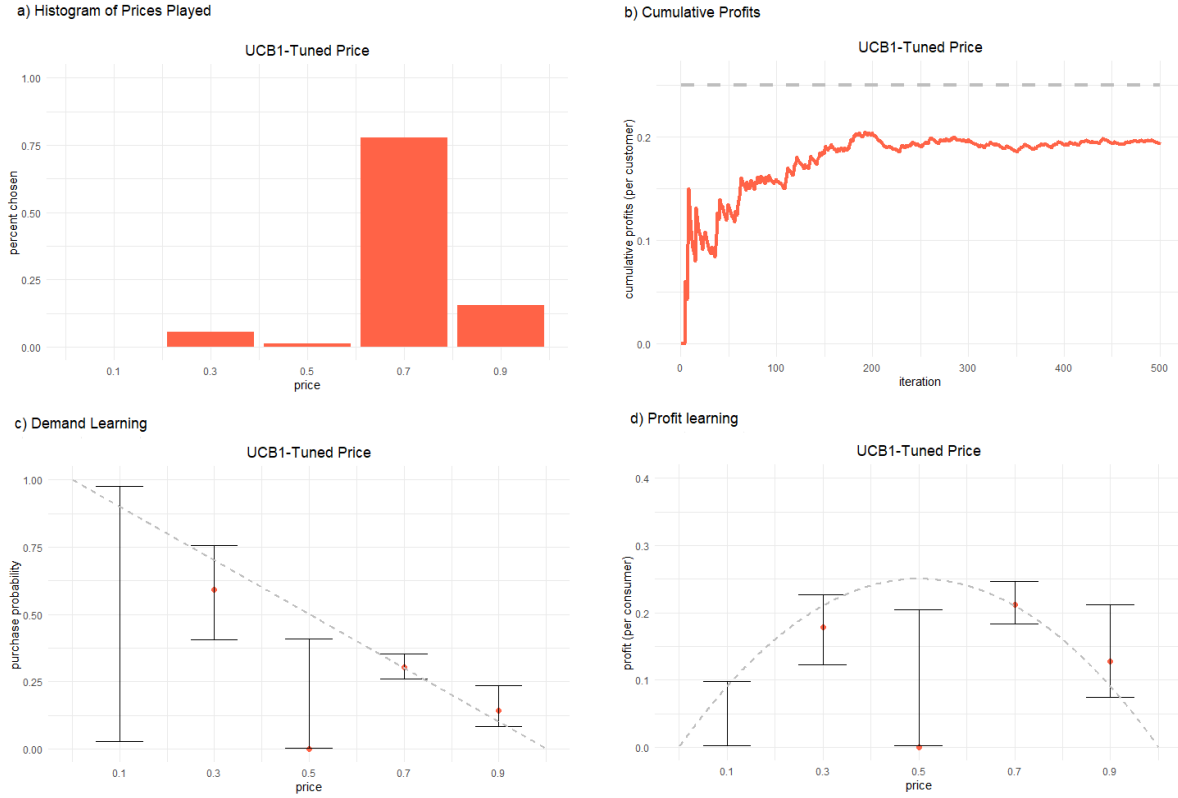 a) Histogram of Prices Played
UCB1-Tuned Price
percent chosen
1.00
0.75
0.50
0.25
0.00
0.1 0.3 0.5 0.7 0.9
price
b) Cumulative Profits
UCB1-Tuned Price
cumulative profits (per customer)
0.2
0.1
0.0
0 100 200 300 400 500
iteration
c) Demand Learning
UCB1-Tuned Price
purchase probability
1.00
0.75
0.50
0.25
0.00
0.1 0.3 0.5 0.7 0.9
price
d) Profit learning
UCB1-Tuned Price
profit (per consumer)
0.4
0.3
0.2
0.1
0.0
0.1 0.3 0.5 0.7 0.9
price